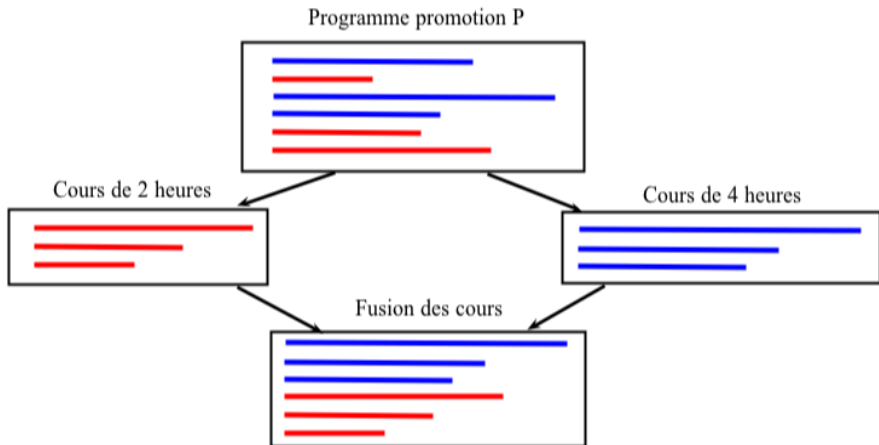 Programme promotion P
Cours de 2 heures
Cours de 4 heures
Fusion des cours